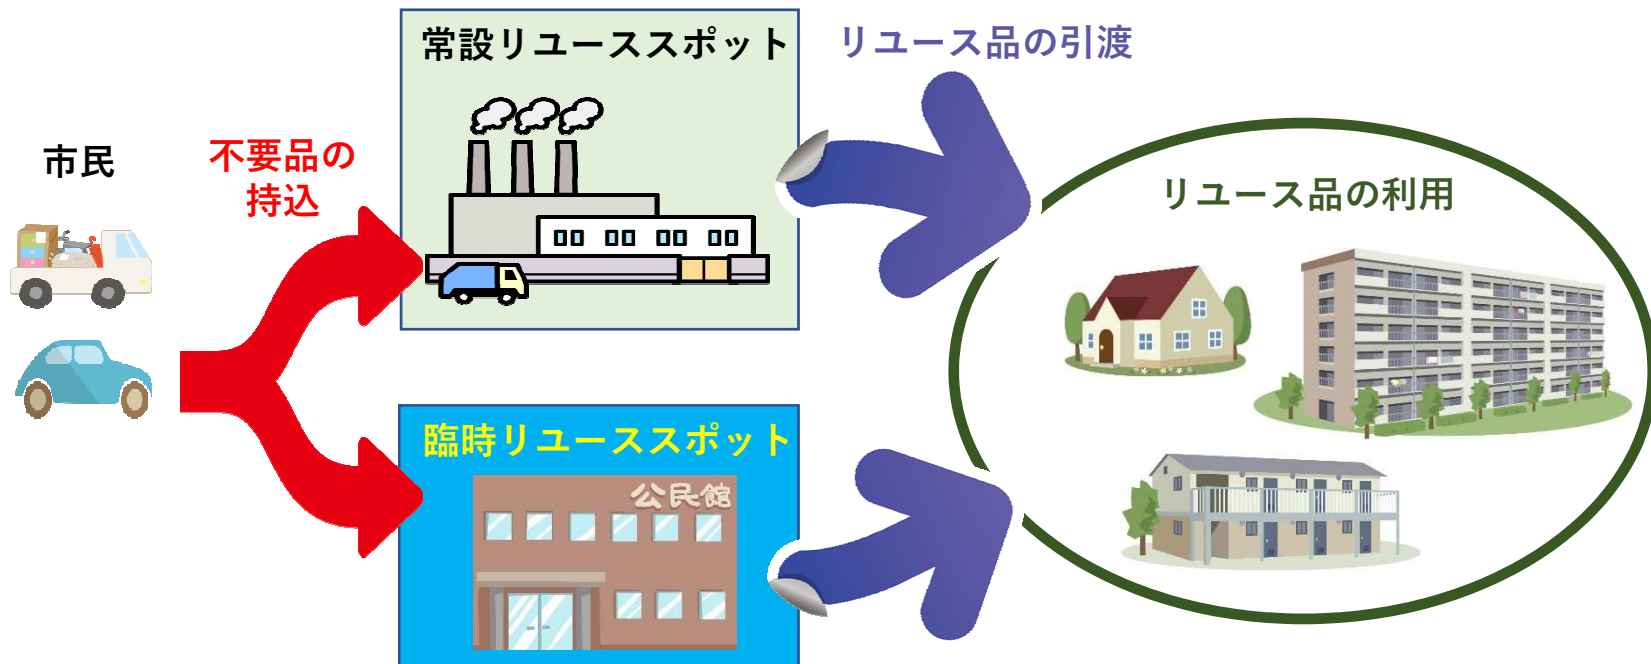 市民
不要品の
持込
常設リユーススポット
臨時リユーススポット
公民館
リユース品の引渡
リユース品の利用